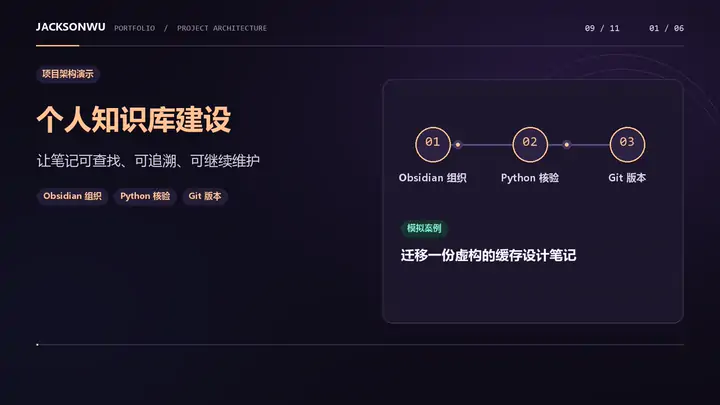 JACKSONWU PORTFOLIO / PROJECT ARCHITECTURE 09 / 11 01 / 06
项目架构演示
个人知识库建设
让笔记可查找、可追溯、可继续维护
Obsidian 组织 Python 核验 Git 版本
01 02 03
Obsidian 组织 Python 核验 Git 版本
模拟案例
迁移一份虚构的缓存设计笔记